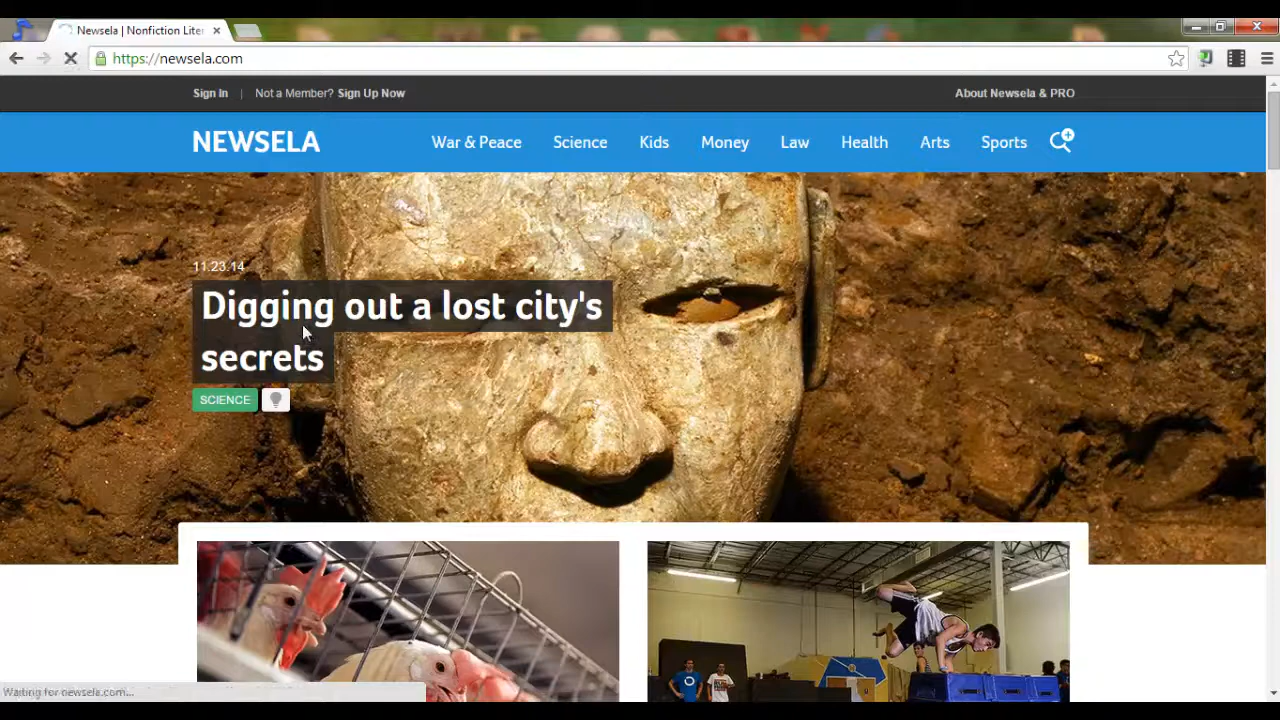 Newsela | Nonfiction Liter
https://newsela.com
Sign In | Not a Member? Sign Up Now About Newsela & PRO
NEWSELA War & Peace Science Kids Money Law Health Arts Sports
11.23.14
Digging out a lost city's
secrets
SCIENCE
Waiting for newsela.com...